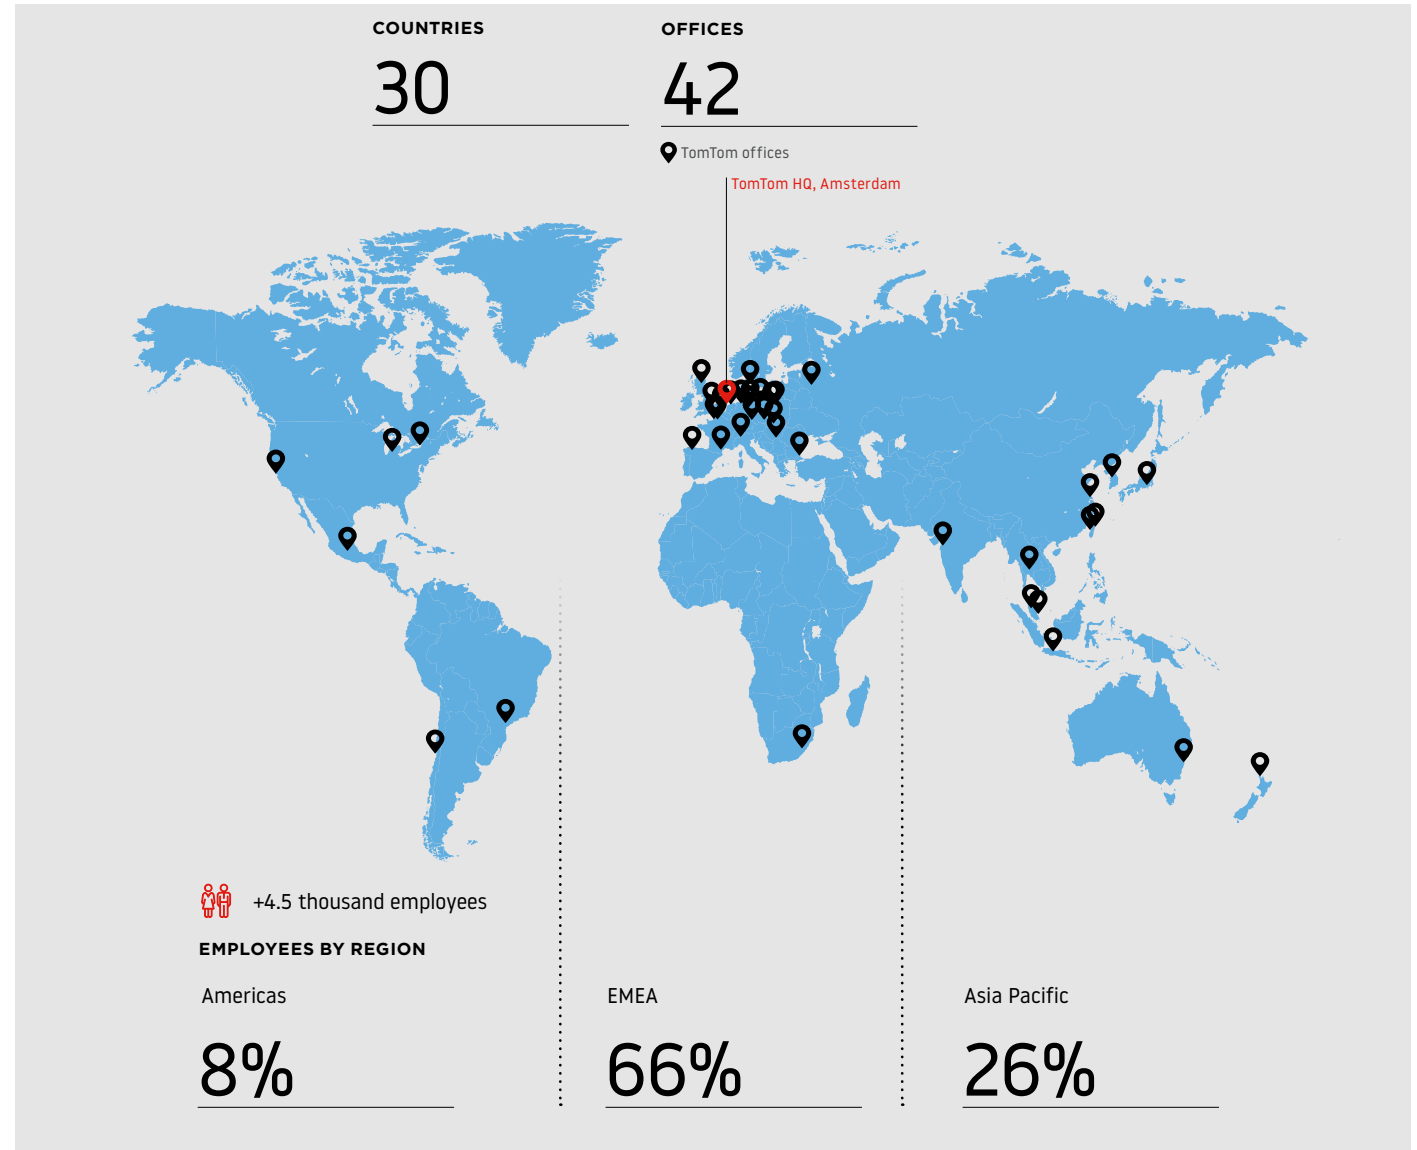 COUNTRIES
30
OFFICES
42
TomTom offices
TomTom HQ, Amsterdam
+4.5 thousand employees
EMPLOYEES BY REGION
Americas
8%
EMEA
66%
Asia Pacific
26%